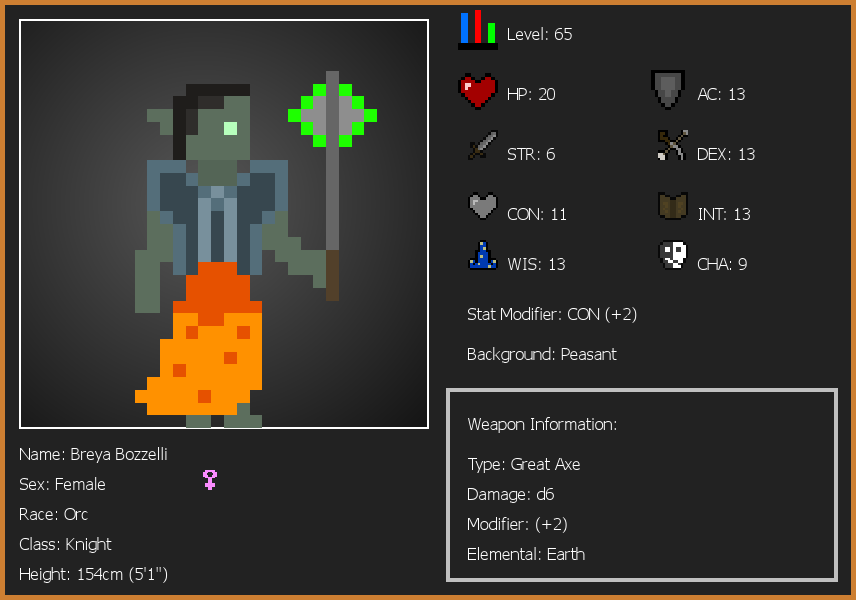 Level: 65
HP: 20
AC: 13
STR: 6
DEX: 13
CON: 11
INT: 13
WIS: 13
CHA: 9
Stat Modifier: CON (+2)
Background: Peasant
Weapon Information:
Type: Great Axe
Damage: d6
Modifier: (+2)
Elemental: Earth
Name: Breya Bozzelli
Sex: Female
Race: Orc
Class: Knight
Height: 154cm (5'1")